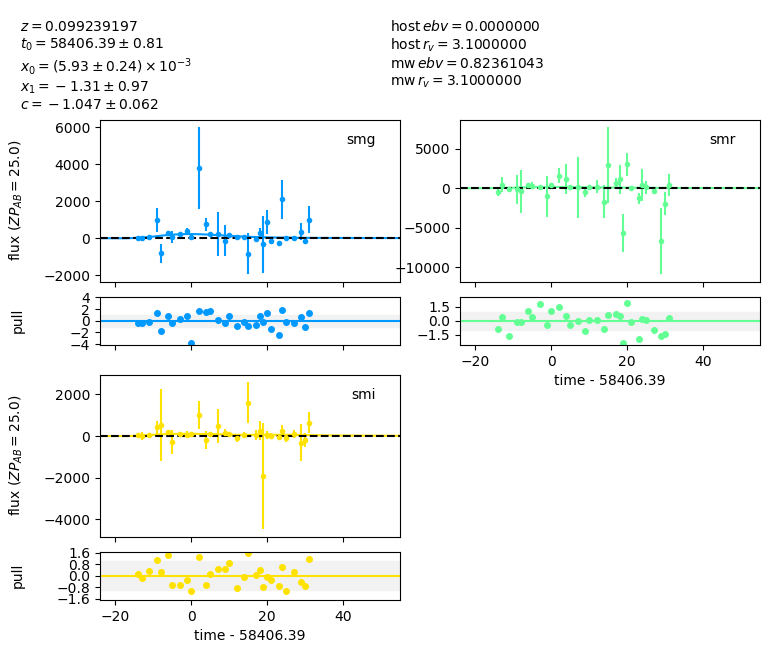 z = 0.099239197
t₀ = 58406.39 ± 0.81
x₀ = (5.93 ± 0.24) × 10⁻³
x₁ = −1.31 ± 0.97
c = −1.047 ± 0.062
host ebv = 0.0000000
host r_v = 3.1000000
mw ebv = 0.82361043
mw r_v = 3.1000000
smg
flux (ZP_AB = 25.0)
6000
4000
2000
0
−2000
smr
5000
0
−5000
−10000
pull
4
2
0
−2
−4
1.5
0.0
−1.5
−20 0 20 40
time - 58406.39
smi
flux (ZP_AB = 25.0)
2000
0
−2000
−4000
pull
1.6
0.8
0.0
−0.8
−1.6
−20 0 20 40
time - 58406.39